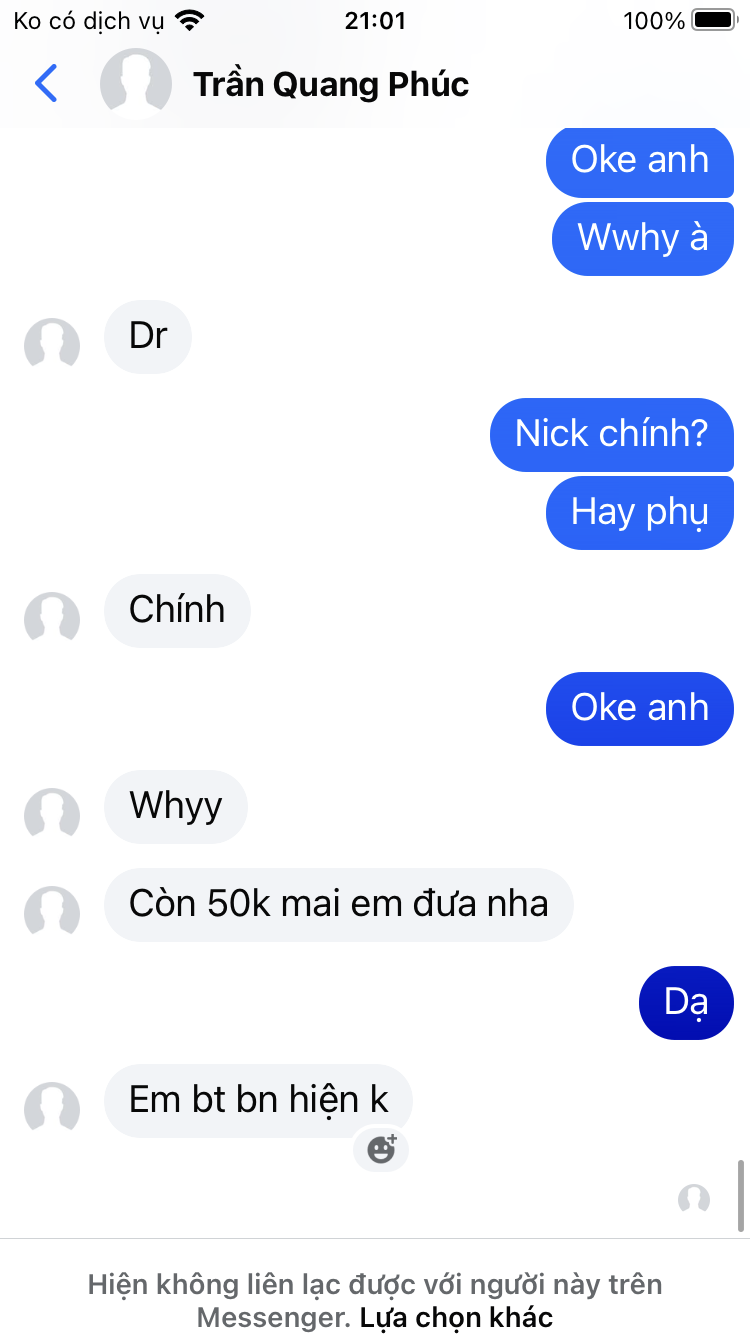 Ko có dịch vụ 21:01 100%
Trần Quang Phúc
Oke anh
Wwhy à
Dr
Nick chính?
Hay phụ
Chính
Oke anh
Whyy
Còn 50k mai em đưa nha
Dạ
Em bt bn hiện k
Hiện không liên lạc được với người này trên
Messenger. Lựa chọn khác